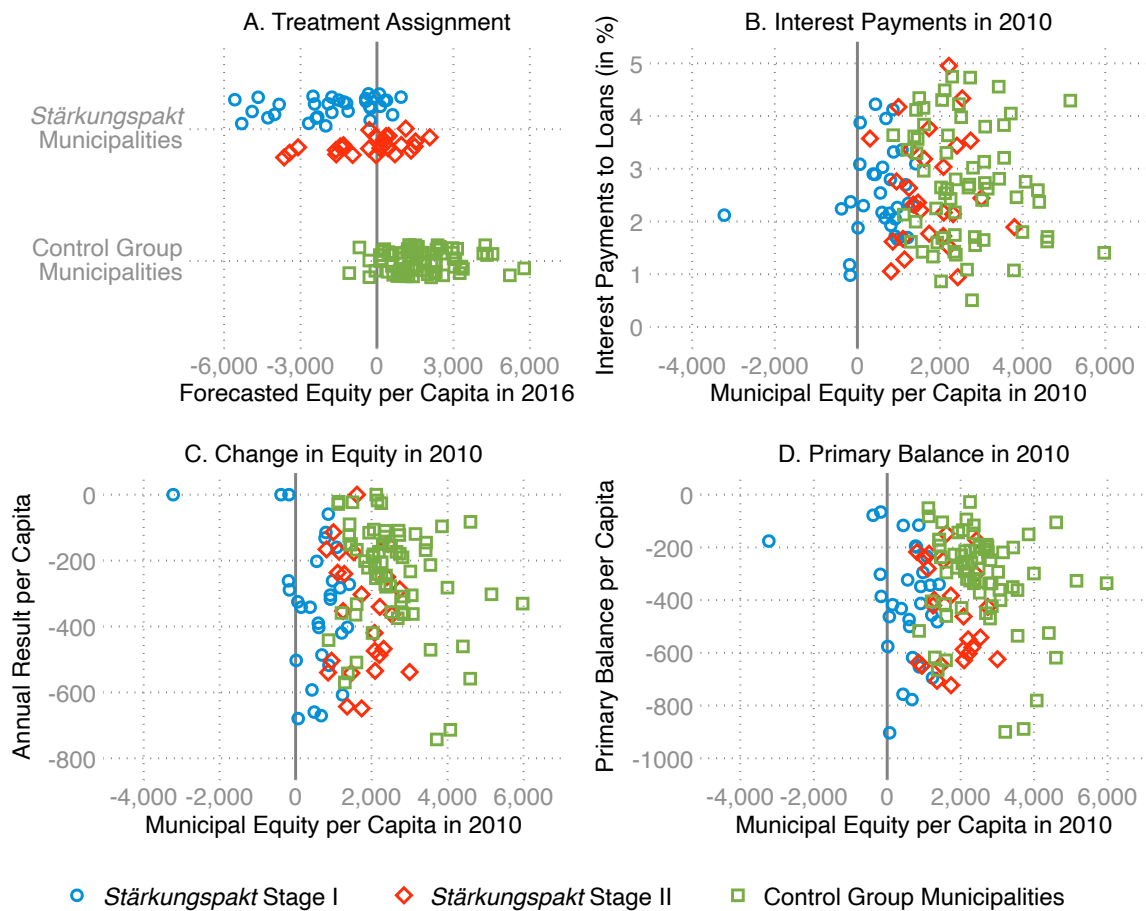 A. Treatment Assignment
Stärkungspakt
Municipalities
Control Group
Municipalities
-6,000 -3,000 0 3,000 6,000
Forecasted Equity per Capita in 2016
B. Interest Payments in 2010
Interest Payments to Loans (in %)
5
4
3
2
1
0
-4,000 -2,000 0 2,000 4,000 6,000
Municipal Equity per Capita in 2010
C. Change in Equity in 2010
Annual Result per Capita
0
-200
-400
-600
-800
-4,000 -2,000 0 2,000 4,000 6,000
Municipal Equity per Capita in 2010
D. Primary Balance in 2010
Primary Balance per Capita
0
-200
-400
-600
-800
-1000
-4,000 -2,000 0 2,000 4,000 6,000
Municipal Equity per Capita in 2010
Stärkungspakt Stage I Stärkungspakt Stage II Control Group Municipalities